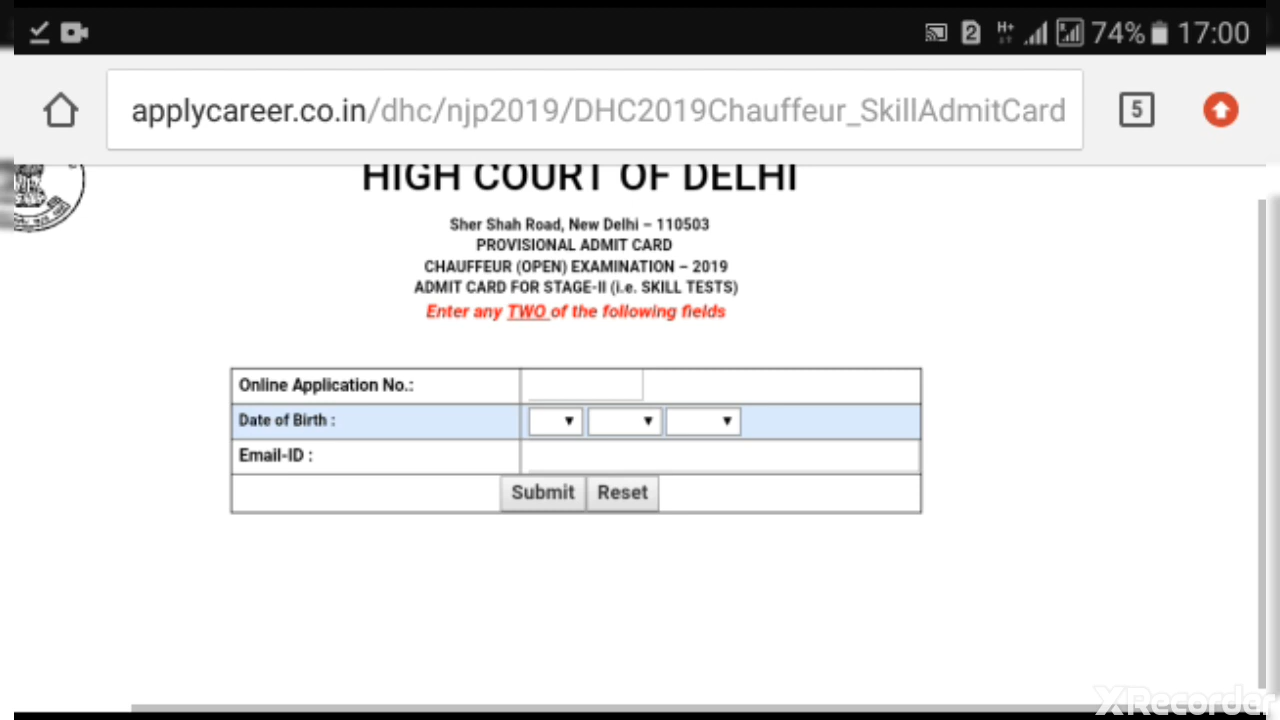 2 H+ 74% 17:00
applycareer.co.in/dhc/njp2019/DHC2019Chauffeur_SkillAdmitCard 5
HIGH COURT OF DELHI
Sher Shah Road, New Delhi – 110503
PROVISIONAL ADMIT CARD
CHAUFFEUR (OPEN) EXAMINATION – 2019
ADMIT CARD FOR STAGE-II (i.e. SKILL TESTS)
Enter any TWO of the following fields
Online Application No.:
Date of Birth :
Email-ID :
Submit Reset
XRecorder